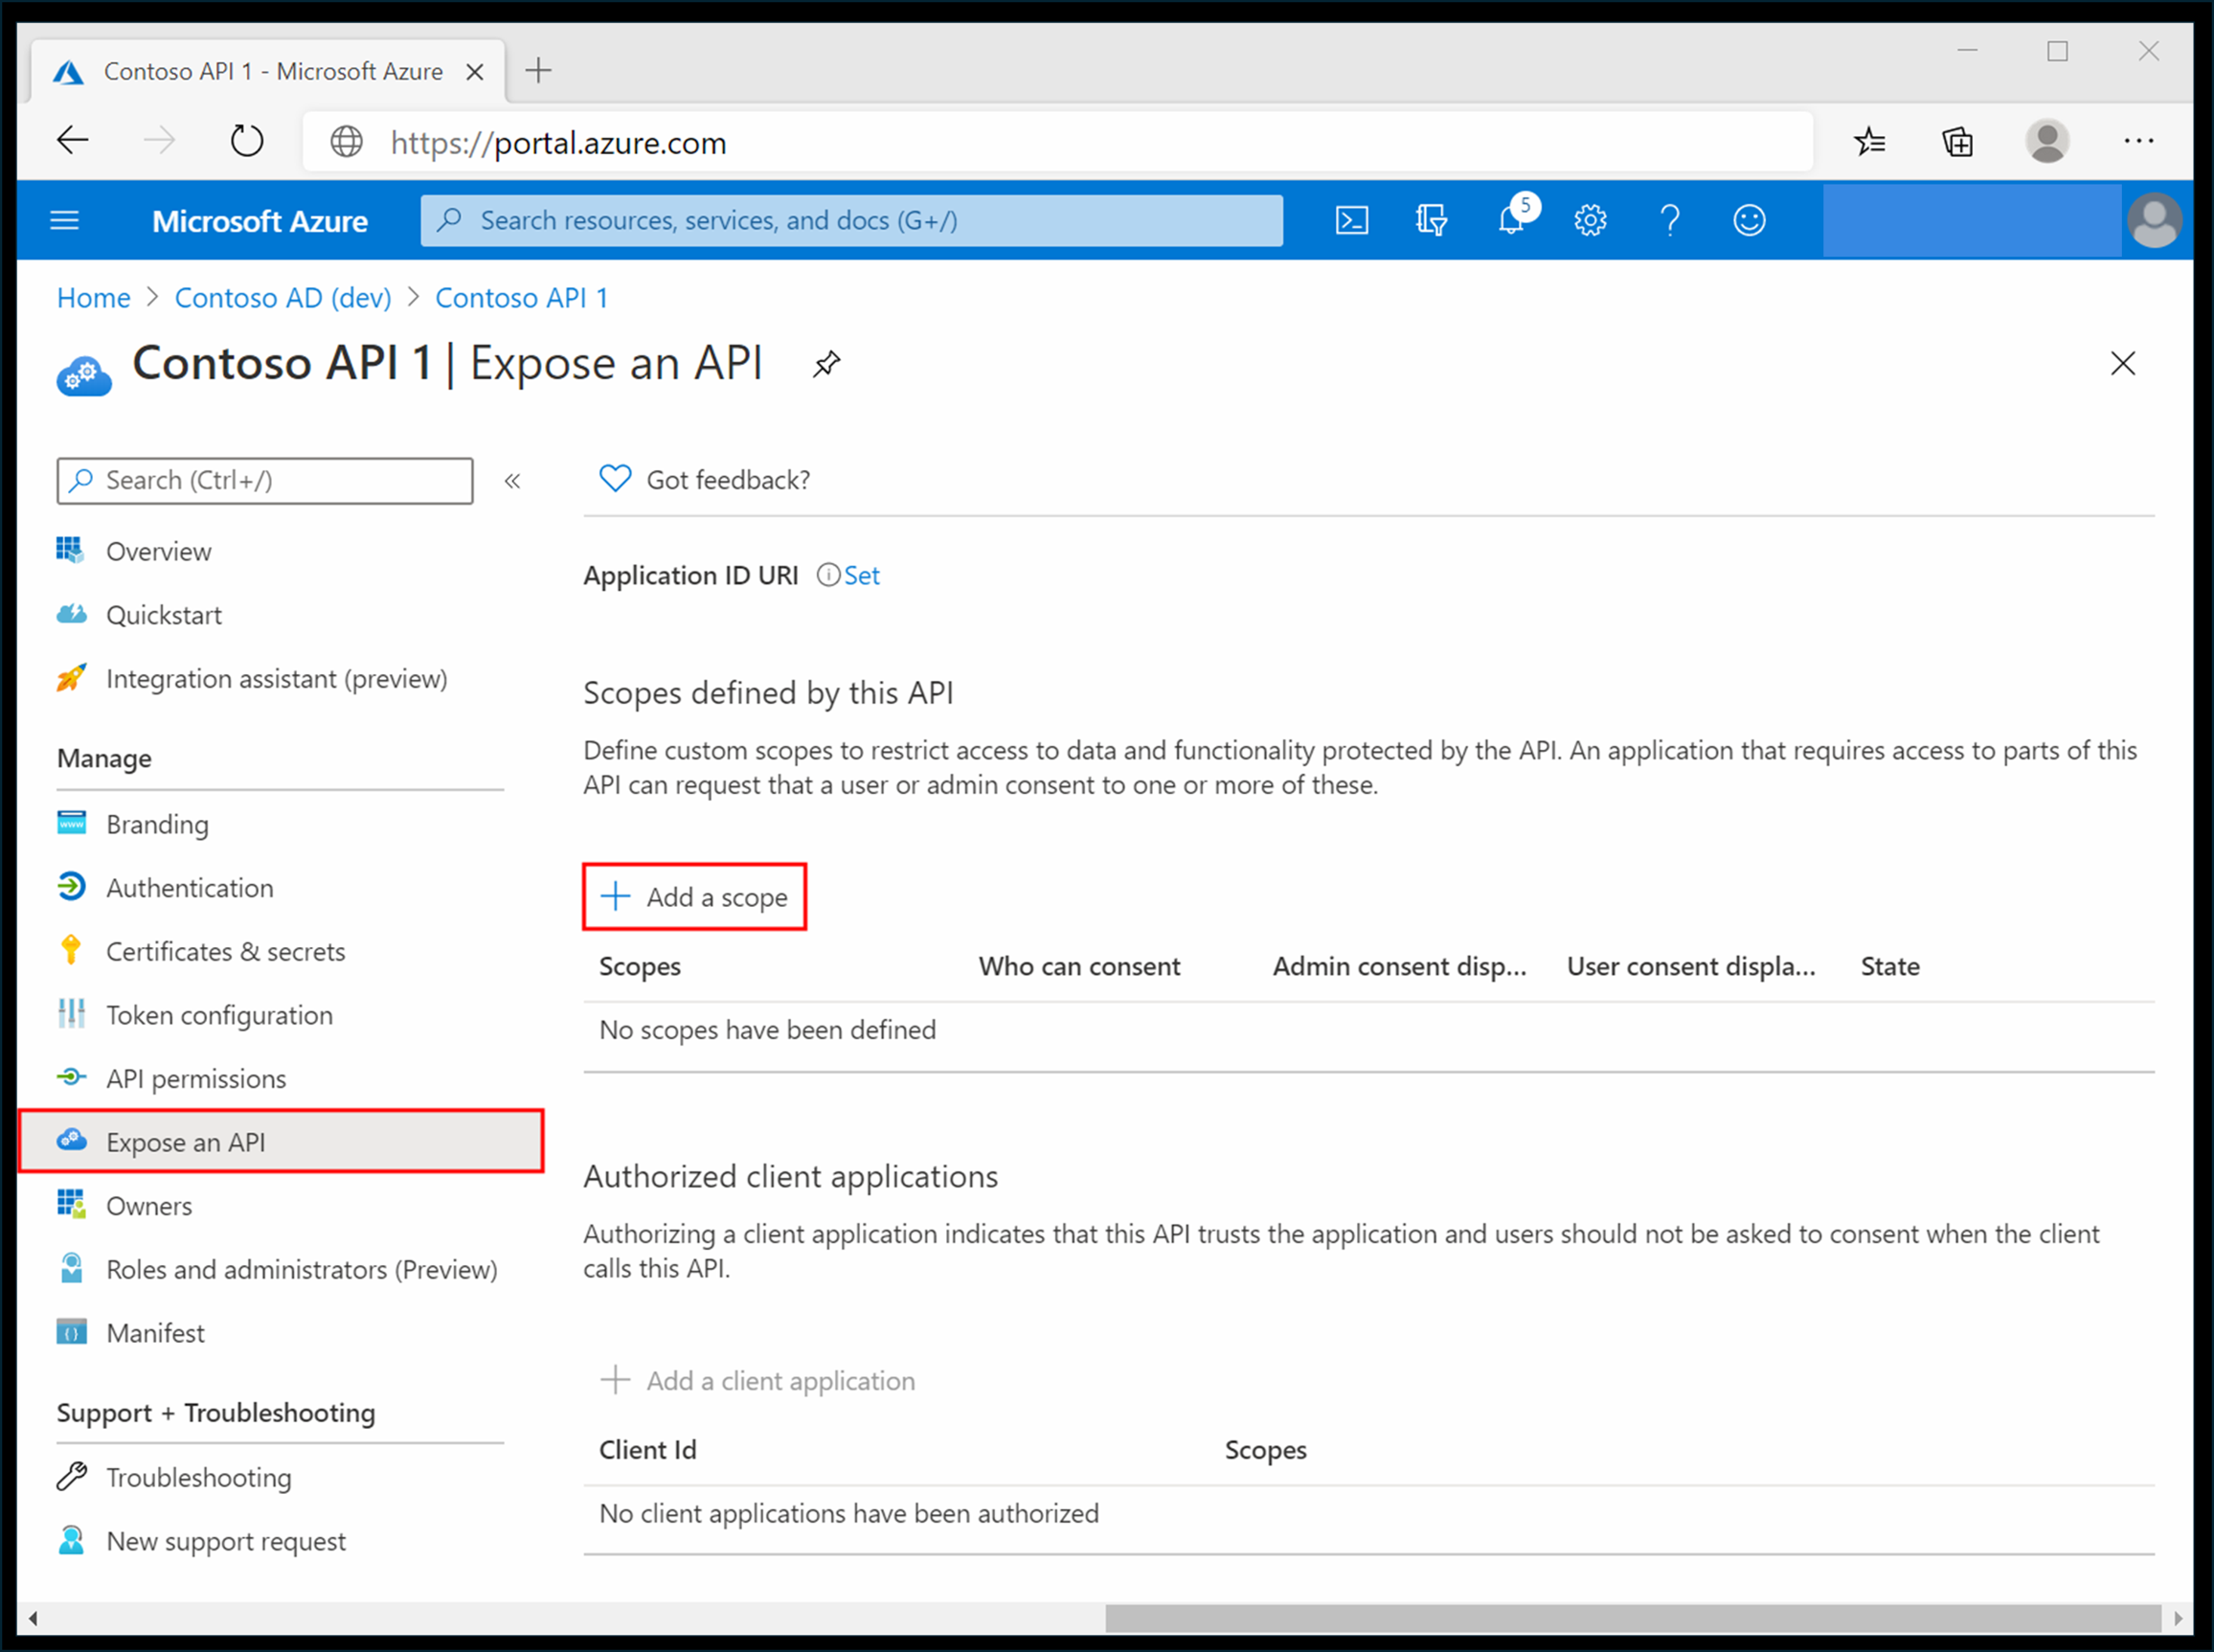 Contoso API 1 - Microsoft Azure
https://portal.azure.com
Microsoft Azure
Search resources, services, and docs (G+/)
5
Home > Contoso AD (dev) > Contoso API 1
Contoso API 1 | Expose an API
Search (Ctrl+/)
«
Overview
Quickstart
Integration assistant (preview)
Manage
Branding
Authentication
Certificates & secrets
Token configuration
API permissions
Expose an API
Owners
Roles and administrators (Preview)
Manifest
Support + Troubleshooting
Troubleshooting
New support request
Got feedback?
Application ID URI Set
Scopes defined by this API
Define custom scopes to restrict access to data and functionality protected by the API. An application that requires access to parts of this
API can request that a user or admin consent to one or more of these.
+ Add a scope
Scopes Who can consent Admin consent disp... User consent displa... State
No scopes have been defined
Authorized client applications
Authorizing a client application indicates that this API trusts the application and users should not be asked to consent when the client
calls this API.
+ Add a client application
Client Id Scopes
No client applications have been authorized